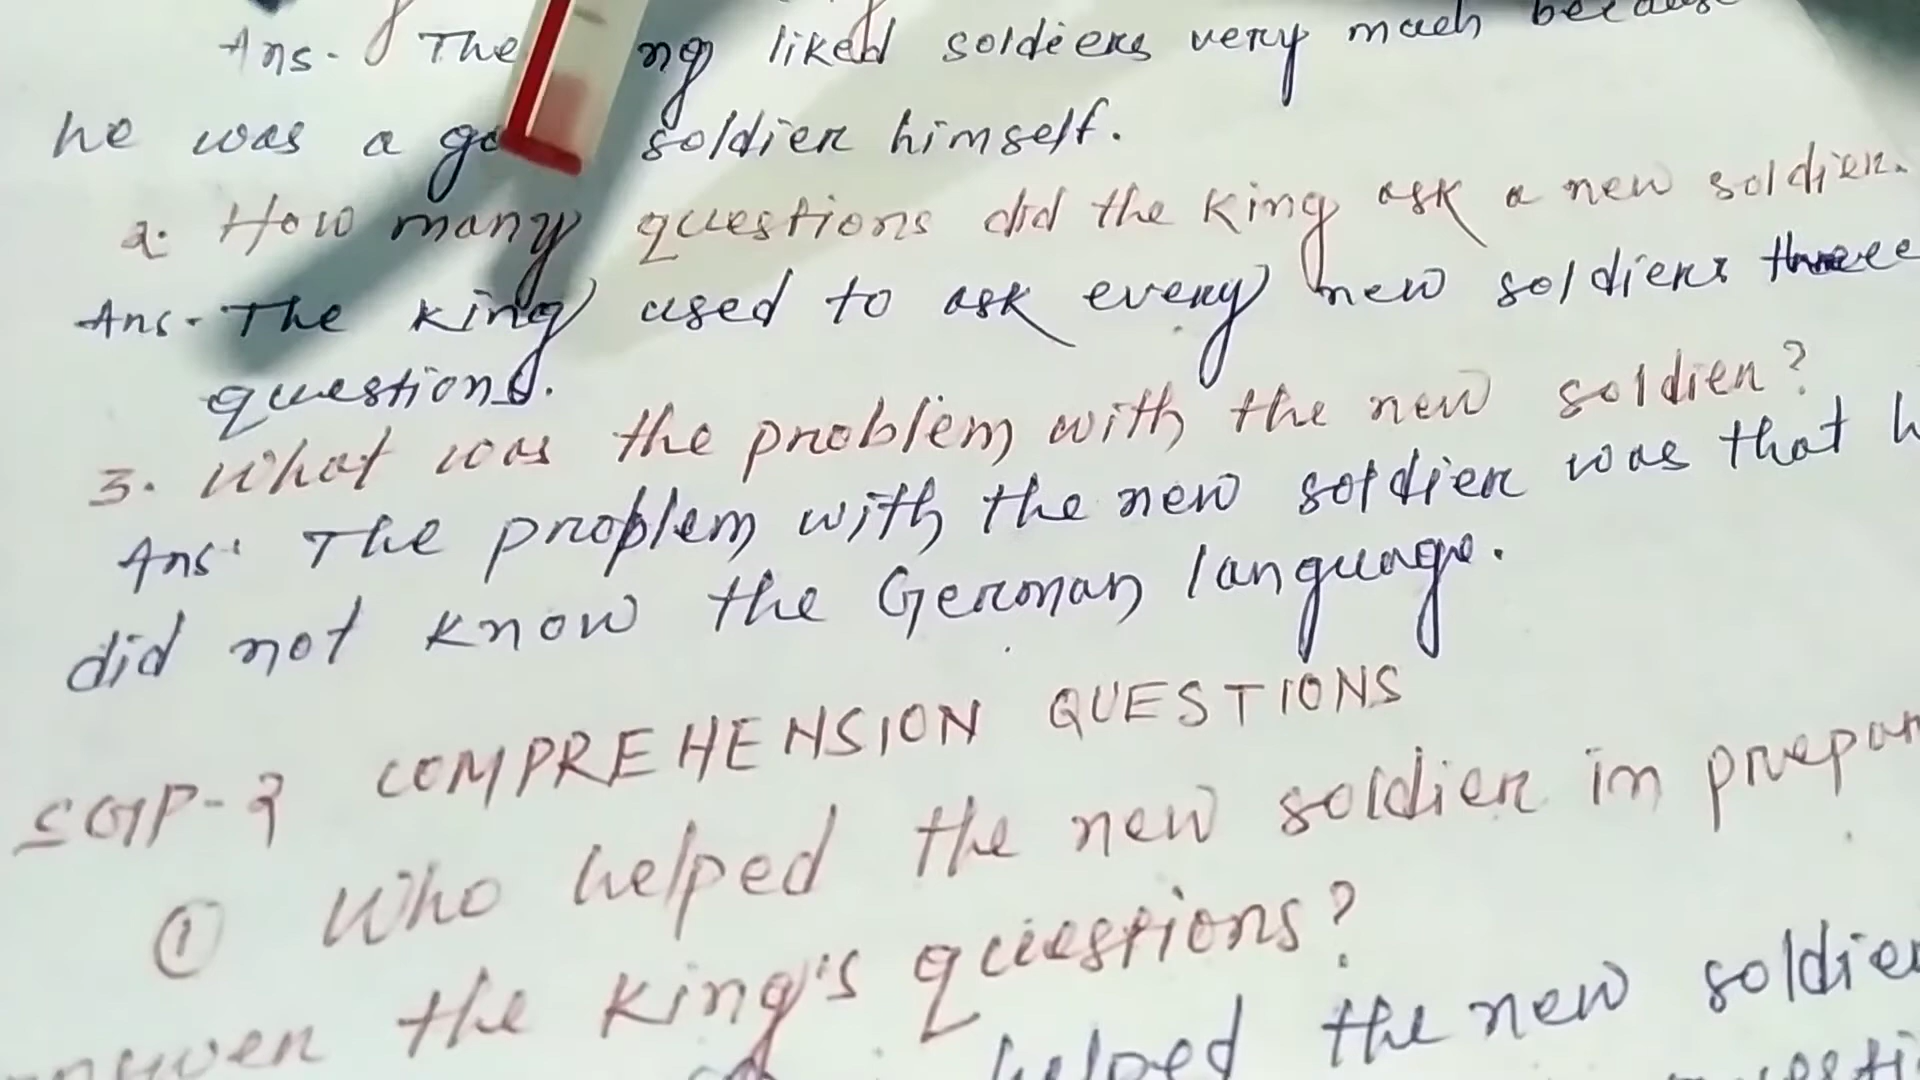 Ans. The ng liked soldiers very much
he was a soldier himself.
2. How many questions did the king ask a new soldier.
Ans. The king used to ask every new soldiers three
questions.
3. What was the problem with the new soldier?
Ans. The problem with the new soldier was that
did not know the German language.
SGP-2 COMPREHENSION QUESTIONS
① Who helped the new soldier in
the king's questions?
helped the new